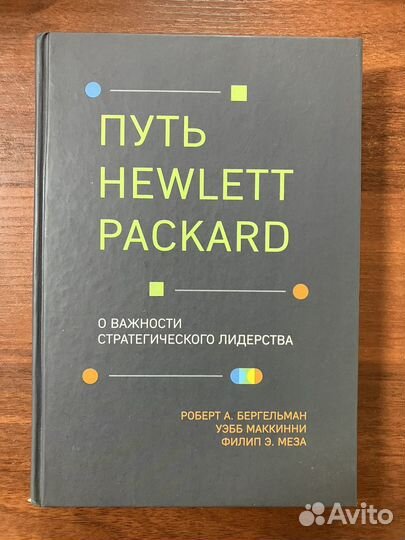 ПУТЬ
HEWLETT
PACKARD
О ВАЖНОСТИ
СТРАТЕГИЧЕСКОГО ЛИДЕРСТВА
РОБЕРТ А. БЕРГЕЛЬМАН
УЭББ МАККИННИ
ФИЛИП Э. МЕЗА
Avito